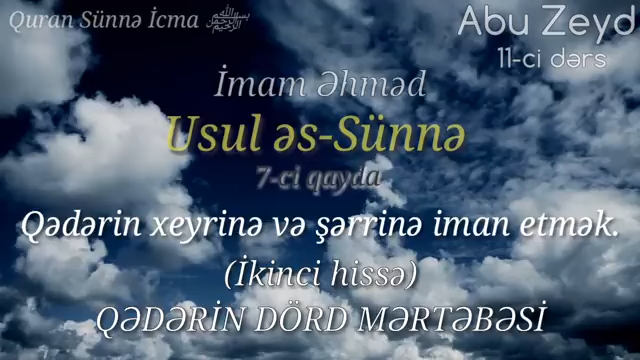 Quran Sünnə İcma ﷽
Abu Zeyd
11-ci dərs
İmam Əhməd
Usul əs-Sünnə
7-ci qayda
Qədərin xeyrinə və şərrinə iman etmək.
(İkinci hissə)
QƏDƏRİN DÖRD MƏRTƏBƏSİ